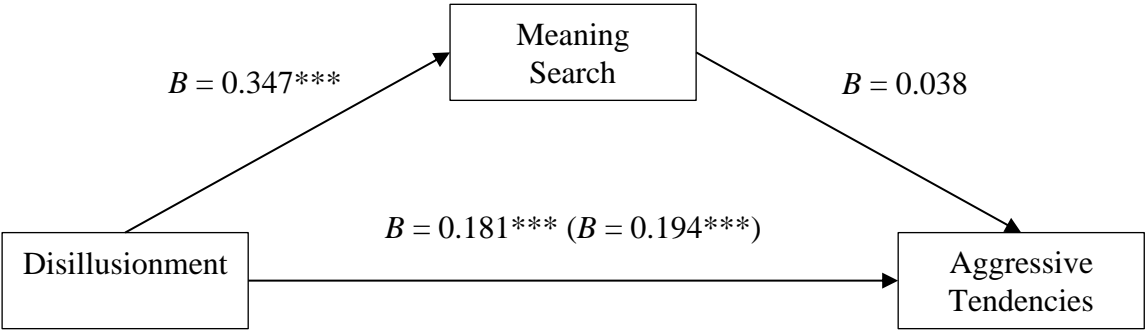 Meaning
Search
B = 0.347***
B = 0.038
B = 0.181*** (B = 0.194***)
Disillusionment
Aggressive
Tendencies